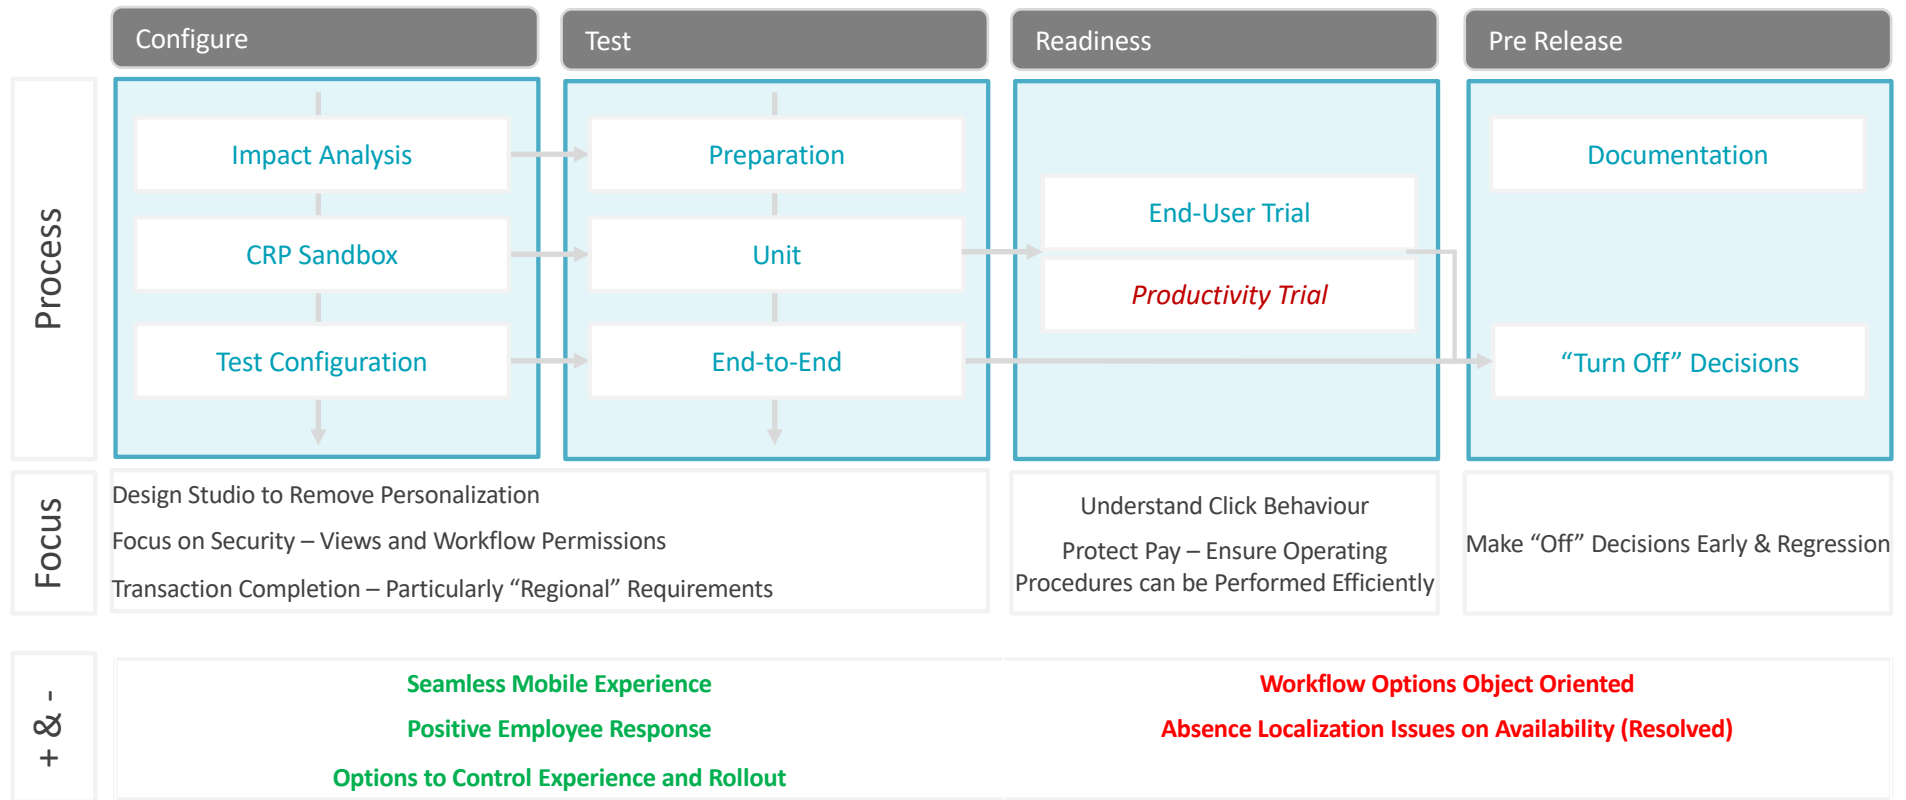 Configure
Test
Readiness
Pre Release
Process
Impact Analysis
Preparation
Documentation
End-User Trial
CRP Sandbox
Unit
Productivity Trial
Test Configuration
End-to-End
“Turn Off” Decisions
Focus
Design Studio to Remove Personalization
Focus on Security – Views and Workflow Permissions
Transaction Completion – Particularly “Regional” Requirements
Understand Click Behaviour
Protect Pay – Ensure Operating
Procedures can be Performed Efficiently
Make “Off” Decisions Early & Regression
+ & -
Seamless Mobile Experience
Positive Employee Response
Options to Control Experience and Rollout
Workflow Options Object Oriented
Absence Localization Issues on Availability (Resolved)